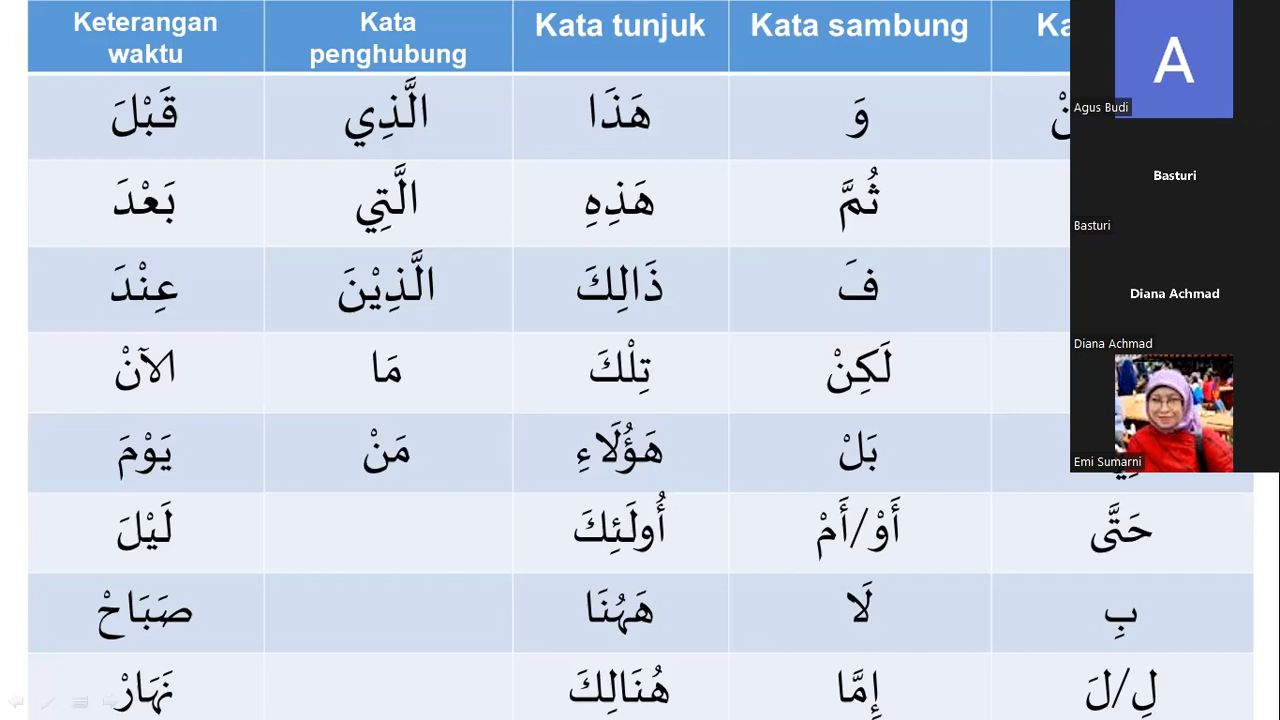 Keterangan waktu
Kata penghubung
Kata tunjuk
Kata sambung
قَبْلَ
الَّذِي
هَذَا
وَ
بَعْدَ
الَّتِي
هَذِهِ
ثُمَّ
عِنْدَ
الَّذِيْنَ
ذَالِكَ
فَ
الآنْ
مَا
تِلْكَ
لَكِنْ
يَوْمَ
مَنْ
هَؤُلَاءِ
بَلْ
لَيْلَ
أُولَئِكَ
أَوْ/أَمْ
حَتَّى
صَبَاحْ
هَهُنَا
لَا
بِ
نَهَارْ
هُنَالِكَ
إِمَّا
لِ/لَ
A
Agus Budi
Basturi
Basturi
Diana Achmad
Diana Achmad
Emi Sumarni